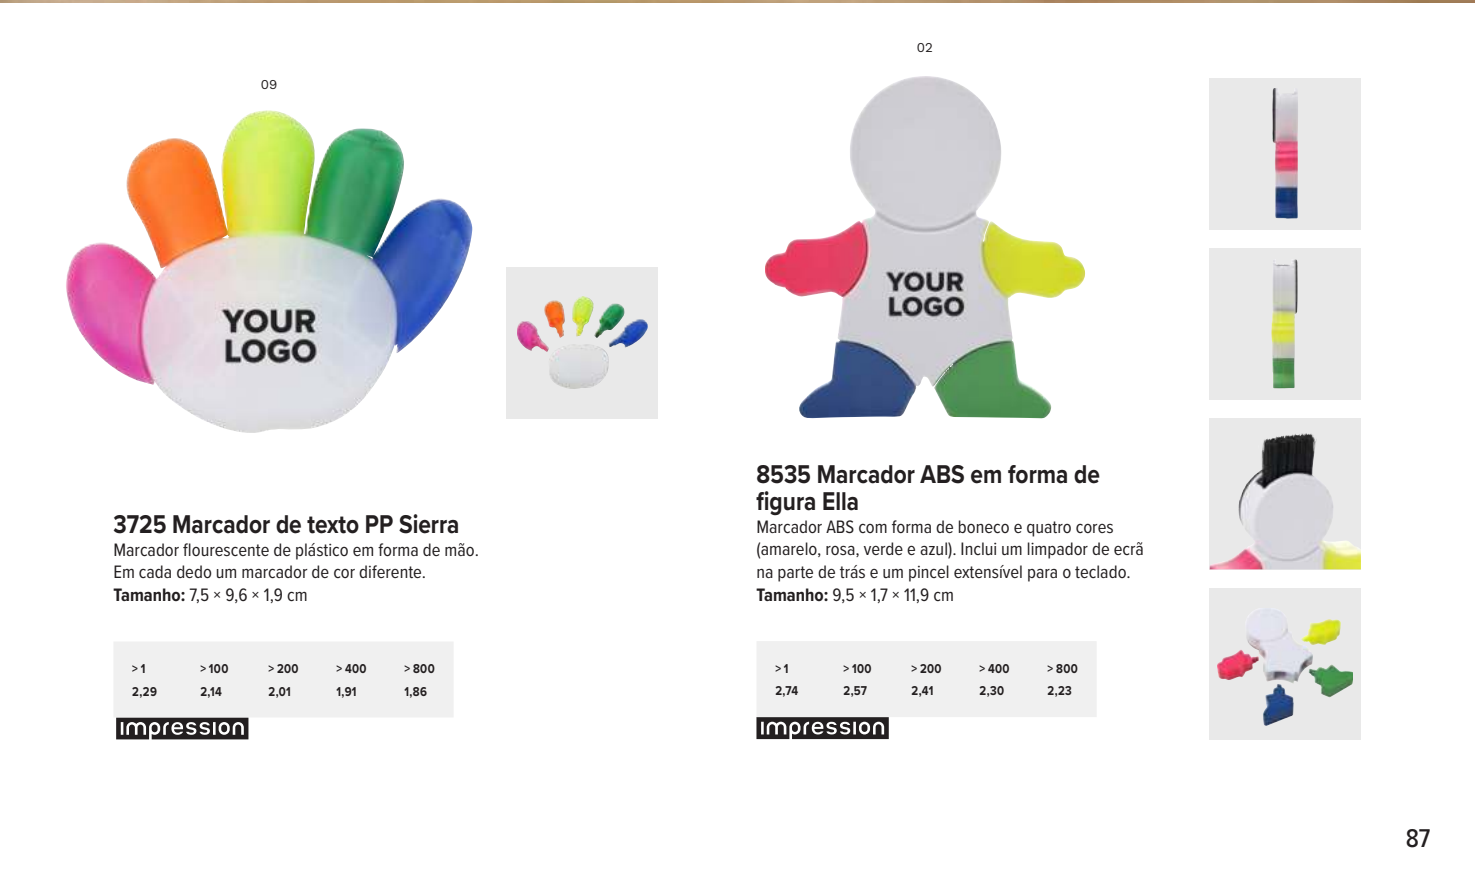 09
YOUR
LOGO
3725 Marcador de texto PP Sierra
Marcador flourescente de plástico em forma de mão.
Em cada dedo um marcador de cor diferente.
Tamanho: 7,5 × 9,6 × 1,9 cm
> 1 > 100 > 200 > 400 > 800
2,29 2,14 2,01 1,91 1,86
impression
02
YOUR
LOGO
8535 Marcador ABS em forma de
figura Ella
Marcador ABS com forma de boneco e quatro cores
(amarelo, rosa, verde e azul). Inclui um limpador de ecrã
na parte de trás e um pincel extensível para o teclado.
Tamanho: 9,5 × 1,7 × 11,9 cm
> 1 > 100 > 200 > 400 > 800
2,74 2,57 2,41 2,30 2,23
impression
87